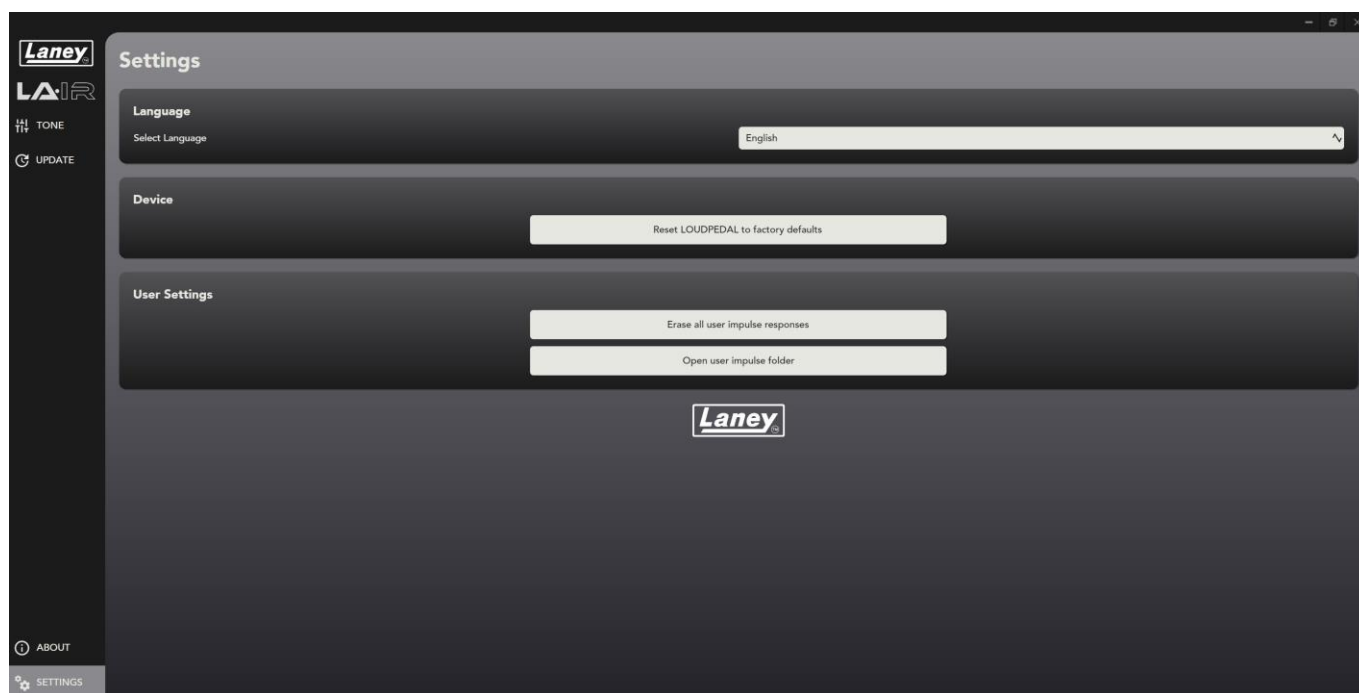 Laney
LA·IR
TONE
UPDATE
Settings
Language
Select Language
English
Device
Reset LOUDPEDAL to factory defaults
User Settings
Erase all user impulse responses
Open user impulse folder
Laney
ABOUT
SETTINGS